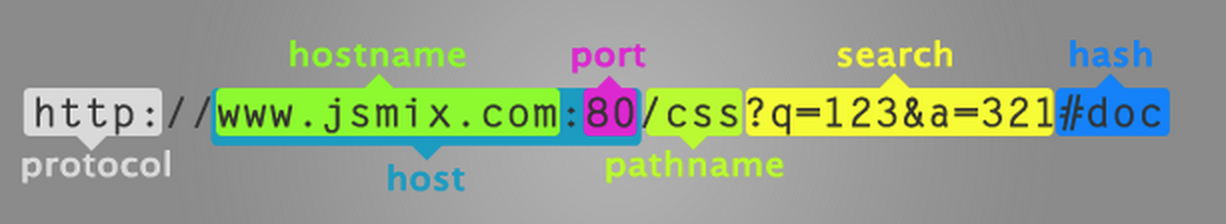 hostname port search hash
http://www.jsmix.com:80/css?q=123&a=321#doc
protocol host pathname